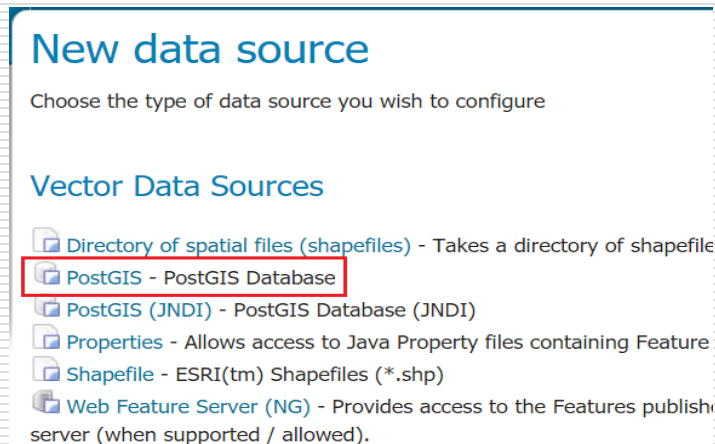 New data source
Choose the type of data source you wish to configure
Vector Data Sources
Directory of spatial files (shapefiles) - Takes a directory of shapefile
PostGIS - PostGIS Database
PostGIS (JNDI) - PostGIS Database (JNDI)
Properties - Allows access to Java Property files containing Feature
Shapefile - ESRI(tm) Shapefiles (*.shp)
Web Feature Server (NG) - Provides access to the Features publish
server (when supported / allowed).